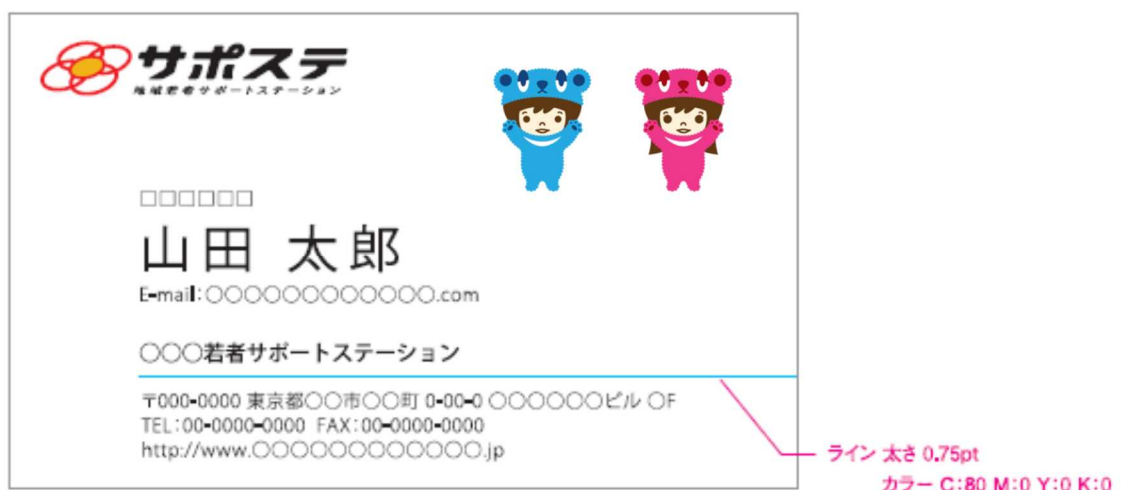 サポステ
地域若者サポートステーション
□□□□□□
山田 太郎
E-mail:○○○○○○○○○○○○○.com
○○○若者サポートステーション
〒000-0000 東京都○○市○○町 0-00-0 ○○○○○○ビル ○F
TEL:00-0000-0000 FAX:00-0000-0000
http://www.○○○○○○○○○○○○○.jp
ライン 太さ 0.75pt
カラー C:80 M:0 Y:0 K:0